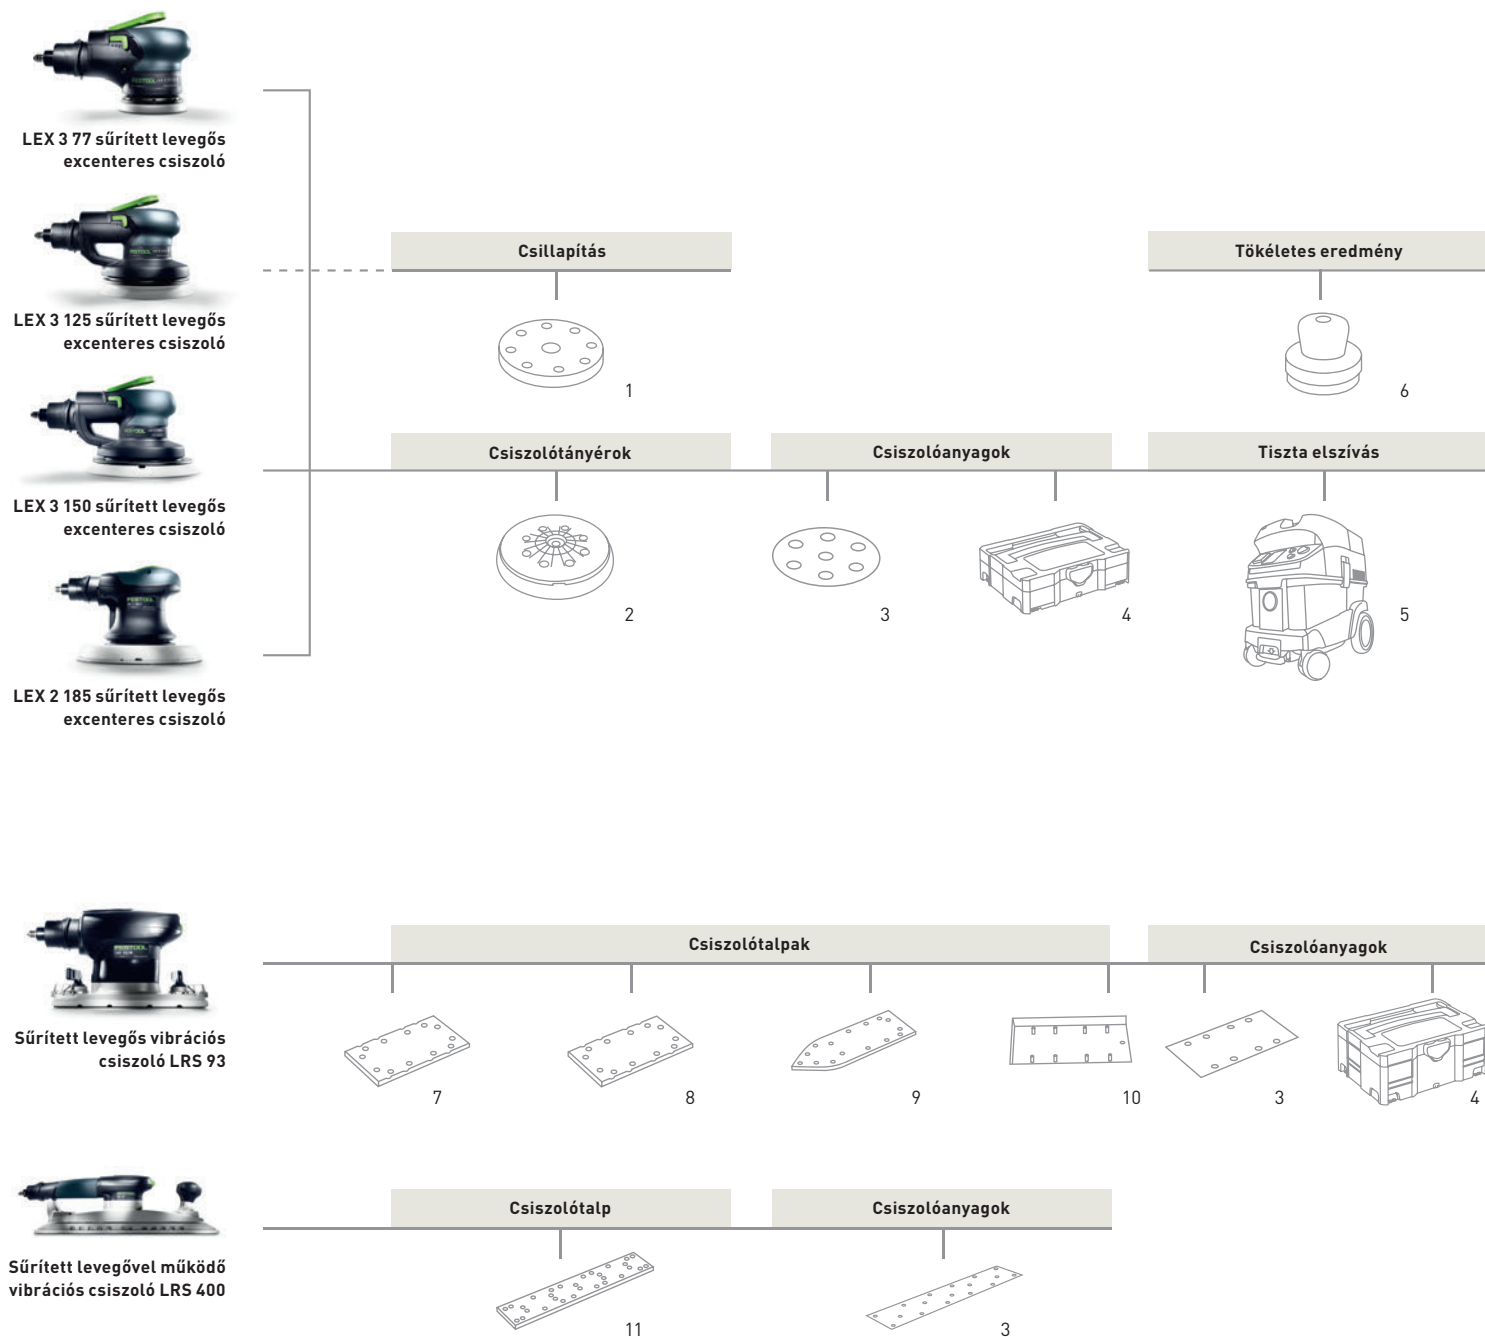 LEX 3 77 sűrített levegős
excenteres csiszoló
LEX 3 125 sűrített levegős
excenteres csiszoló
LEX 3 150 sűrített levegős
excenteres csiszoló
FESTOOL
LEX 2 185 sűrített levegős
excenteres csiszoló
Csillapítás
1
Tökéletes eredmény
6
Csiszolótányérok
2
Csiszolóanyagok
3
4
Tiszta elszívás
5
FESTOOL
Sűrített levegős vibrációs
csiszoló LRS 93
Csiszolótalpak
7
8
9
10
Csiszolóanyagok
3
4
Sűrített levegővel működő
vibrációs csiszoló LRS 400
Csiszolótalp
11
Csiszolóanyagok
3